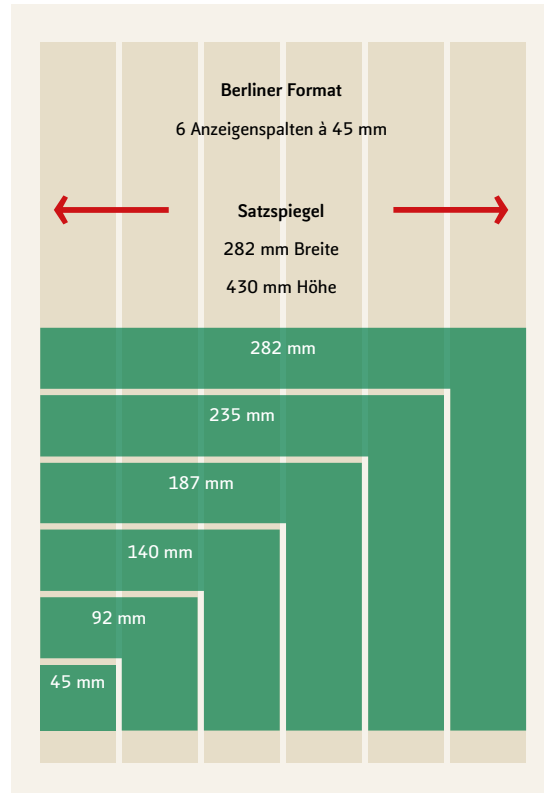 Berliner Format
6 Anzeigenspalten à 45 mm
Satzspiegel
282 mm Breite
430 mm Höhe
282 mm
235 mm
187 mm
140 mm
92 mm
45 mm